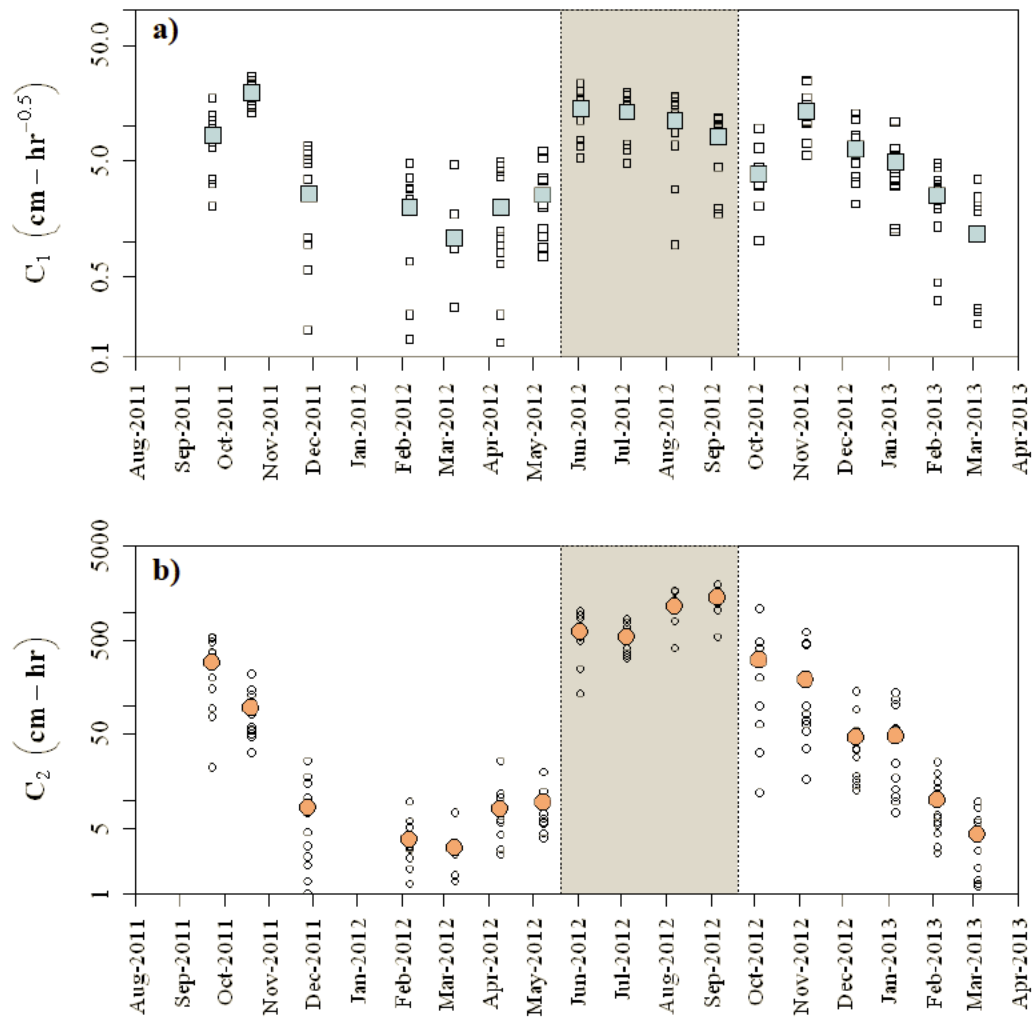 a)
C₁ (cm − hr⁻⁰·⁵)
50.0
5.0
0.5
0.1
Aug-2011
Sep-2011
Oct-2011
Nov-2011
Dec-2011
Jan-2012
Feb-2012
Mar-2012
Apr-2012
May-2012
Jun-2012
Jul-2012
Aug-2012
Sep-2012
Oct-2012
Nov-2012
Dec-2012
Jan-2013
Feb-2013
Mar-2013
Apr-2013
b)
C₂ (cm − hr)
5000
500
50
5
1
Aug-2011
Sep-2011
Oct-2011
Nov-2011
Dec-2011
Jan-2012
Feb-2012
Mar-2012
Apr-2012
May-2012
Jun-2012
Jul-2012
Aug-2012
Sep-2012
Oct-2012
Nov-2012
Dec-2012
Jan-2013
Feb-2013
Mar-2013
Apr-2013